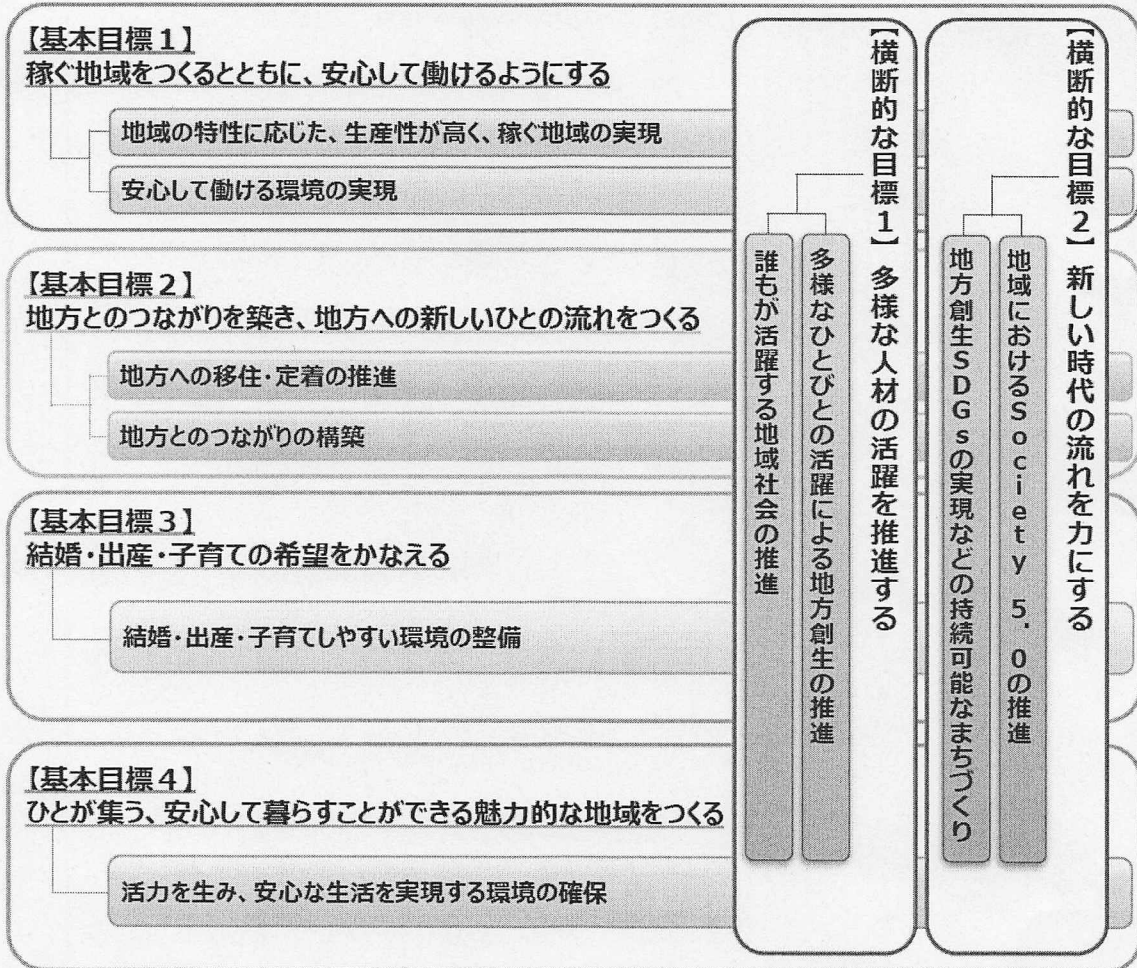 【基本目標１】
稼ぐ地域をつくるとともに、安心して働けるようにする
地域の特性に応じた、生産性が高く、稼ぐ地域の実現
安心して働ける環境の実現
【基本目標２】
地方とのつながりを築き、地方への新しいひとの流れをつくる
地方への移住・定着の推進
地方とのつながりの構築
【基本目標３】
結婚・出産・子育ての希望をかなえる
結婚・出産・子育てしやすい環境の整備
【基本目標４】
ひとが集う、安心して暮らすことができる魅力的な地域をつくる
活力を生み、安心な生活を実現する環境の確保
【横断的な目標１】多様な人材の活躍を推進する
多様なひとびとの活躍による地方創生の推進
誰もが活躍する地域社会の推進
【横断的な目標２】新しい時代の流れを力にする
地域におけるSociety 5.0の推進
地方創生SDGsの実現などの持続可能なまちづくり